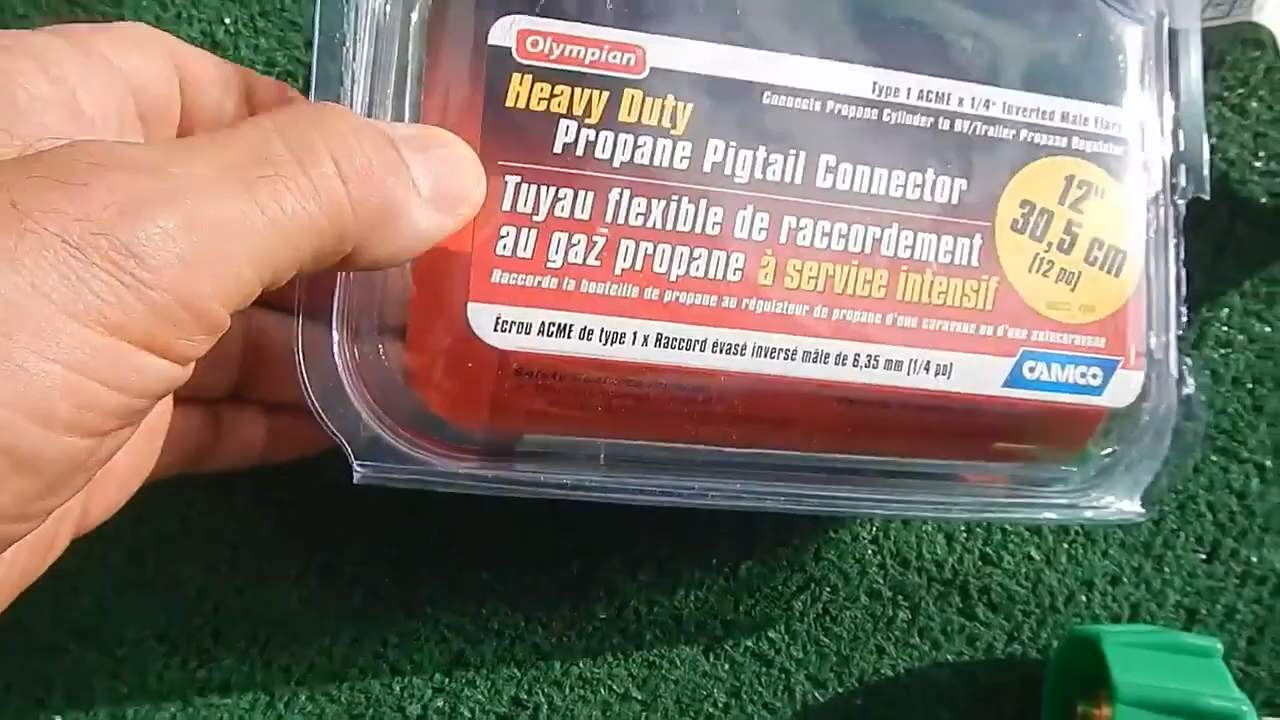 Olympian
Type 1 ACME x 1/4" Inverted Male Flare
Connects Propane Cylinder to RV/Trailer Propane Regulator
Heavy Duty
Propane Pigtail Connector
12"
30,5 cm
(12 po)
Tuyau flexible de raccordement
au gaz propane à service intensif
Raccorde la bouteille de propane au régulateur de propane d'une caravane ou d'une autocaravane
Écrou ACME de type 1 x Raccord évasé inversé mâle de 6,35 mm (1/4 po)
CAMCO